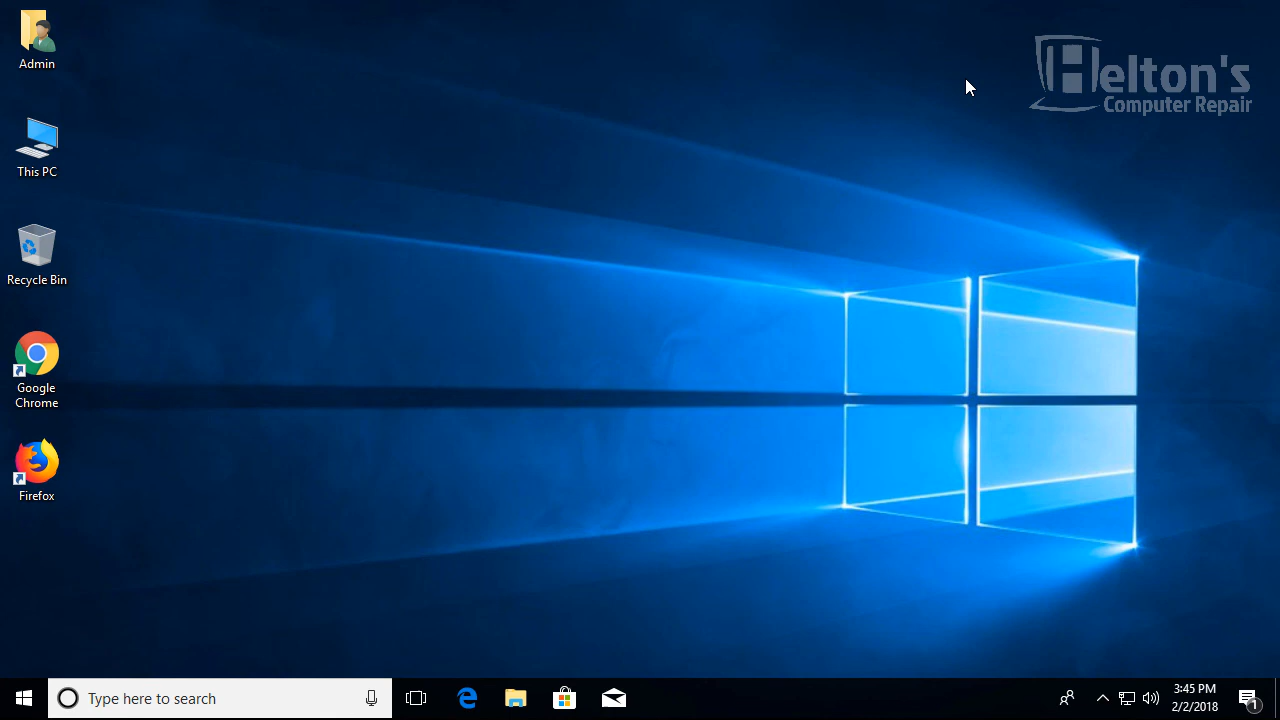 Admin
This PC
Recycle Bin
Google
Chrome
Firefox
Helton's
Computer Repair
Type here to search
3:45 PM
2/2/2018
1